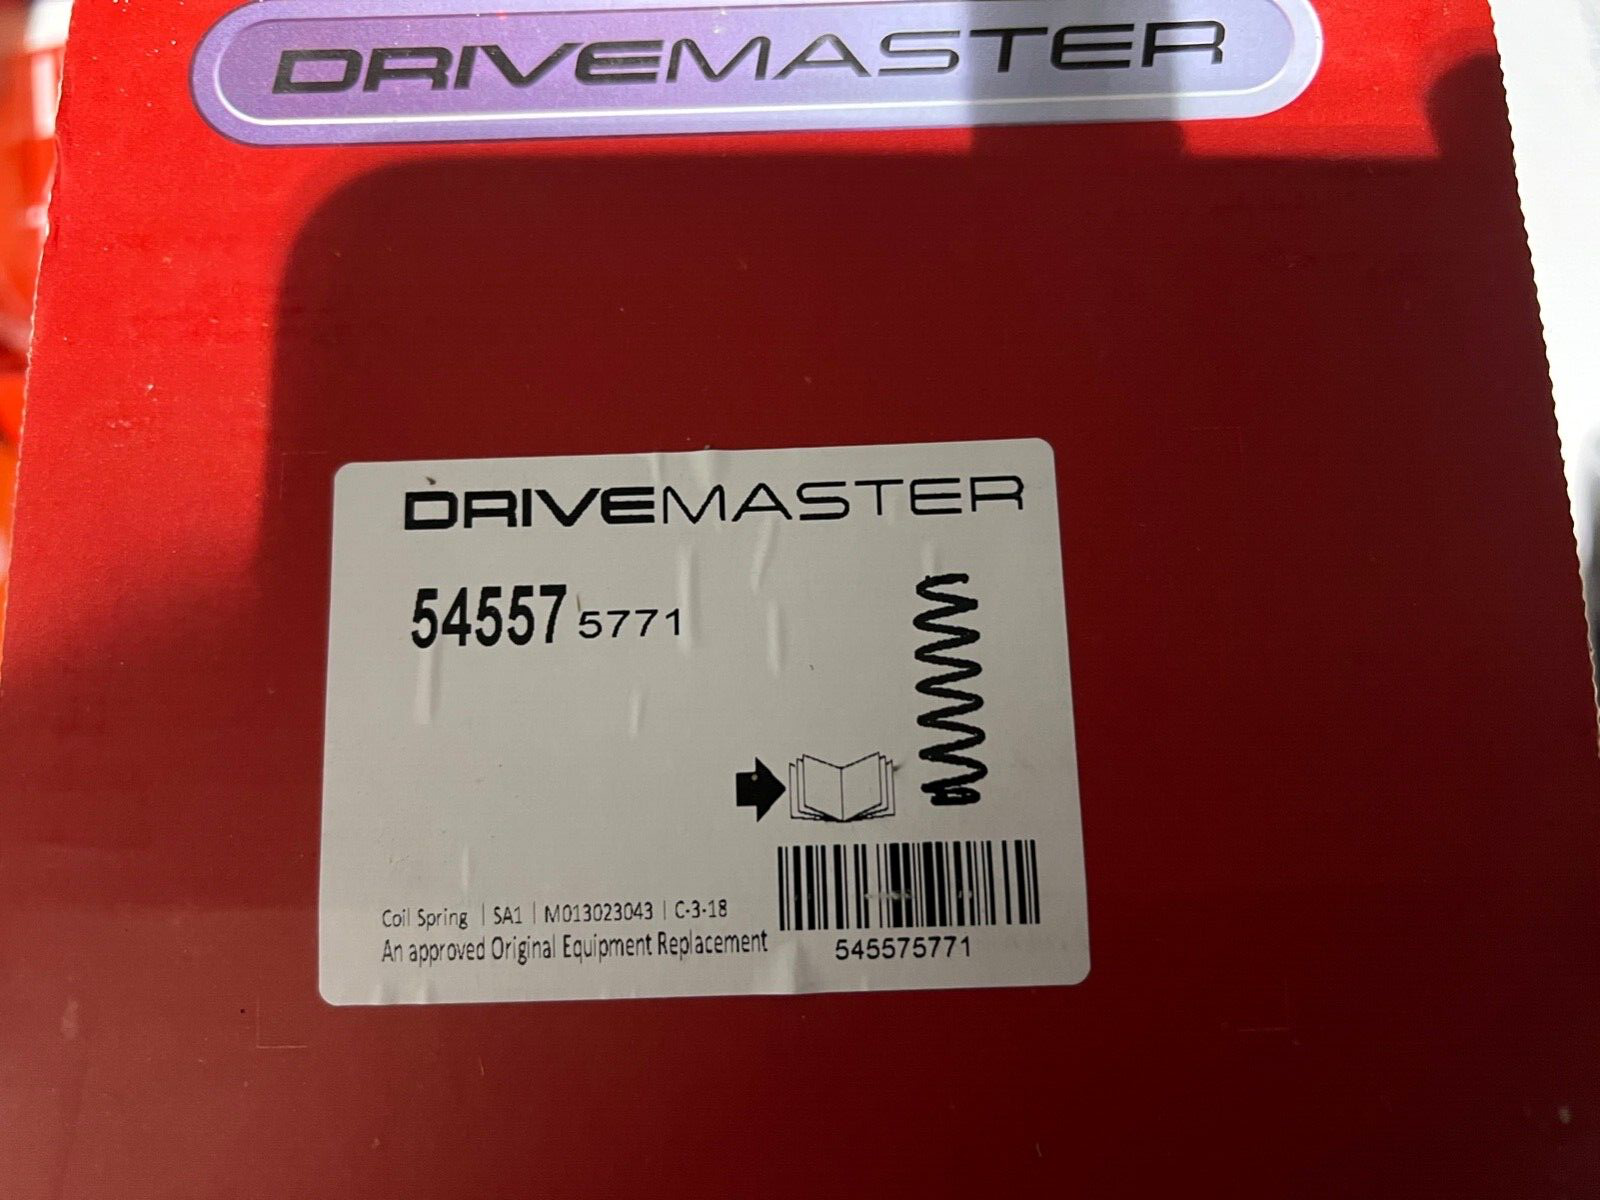 DRIVEMASTER
DRIVEMASTER
54557 5771
Coil Spring | SA1 | M013023043 | C-3-18
An approved Original Equipment Replacement
545575771